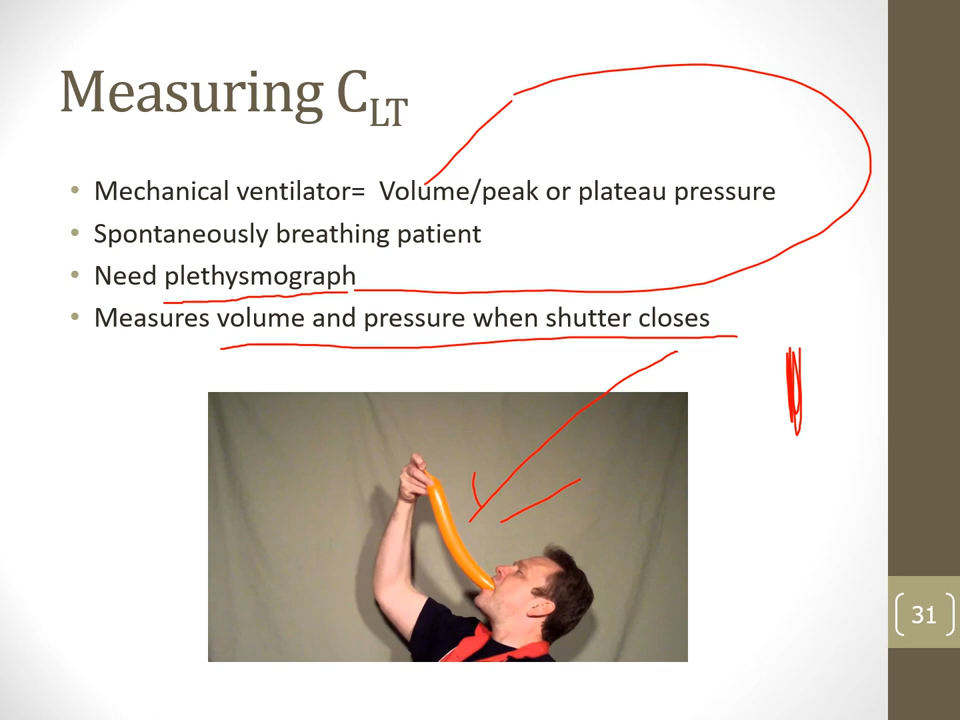 Measuring CLT
• Mechanical ventilator=  Volume/peak or plateau pressure
• Spontaneously breathing patient
• Need plethysmograph
• Measures volume and pressure when shutter closes
31